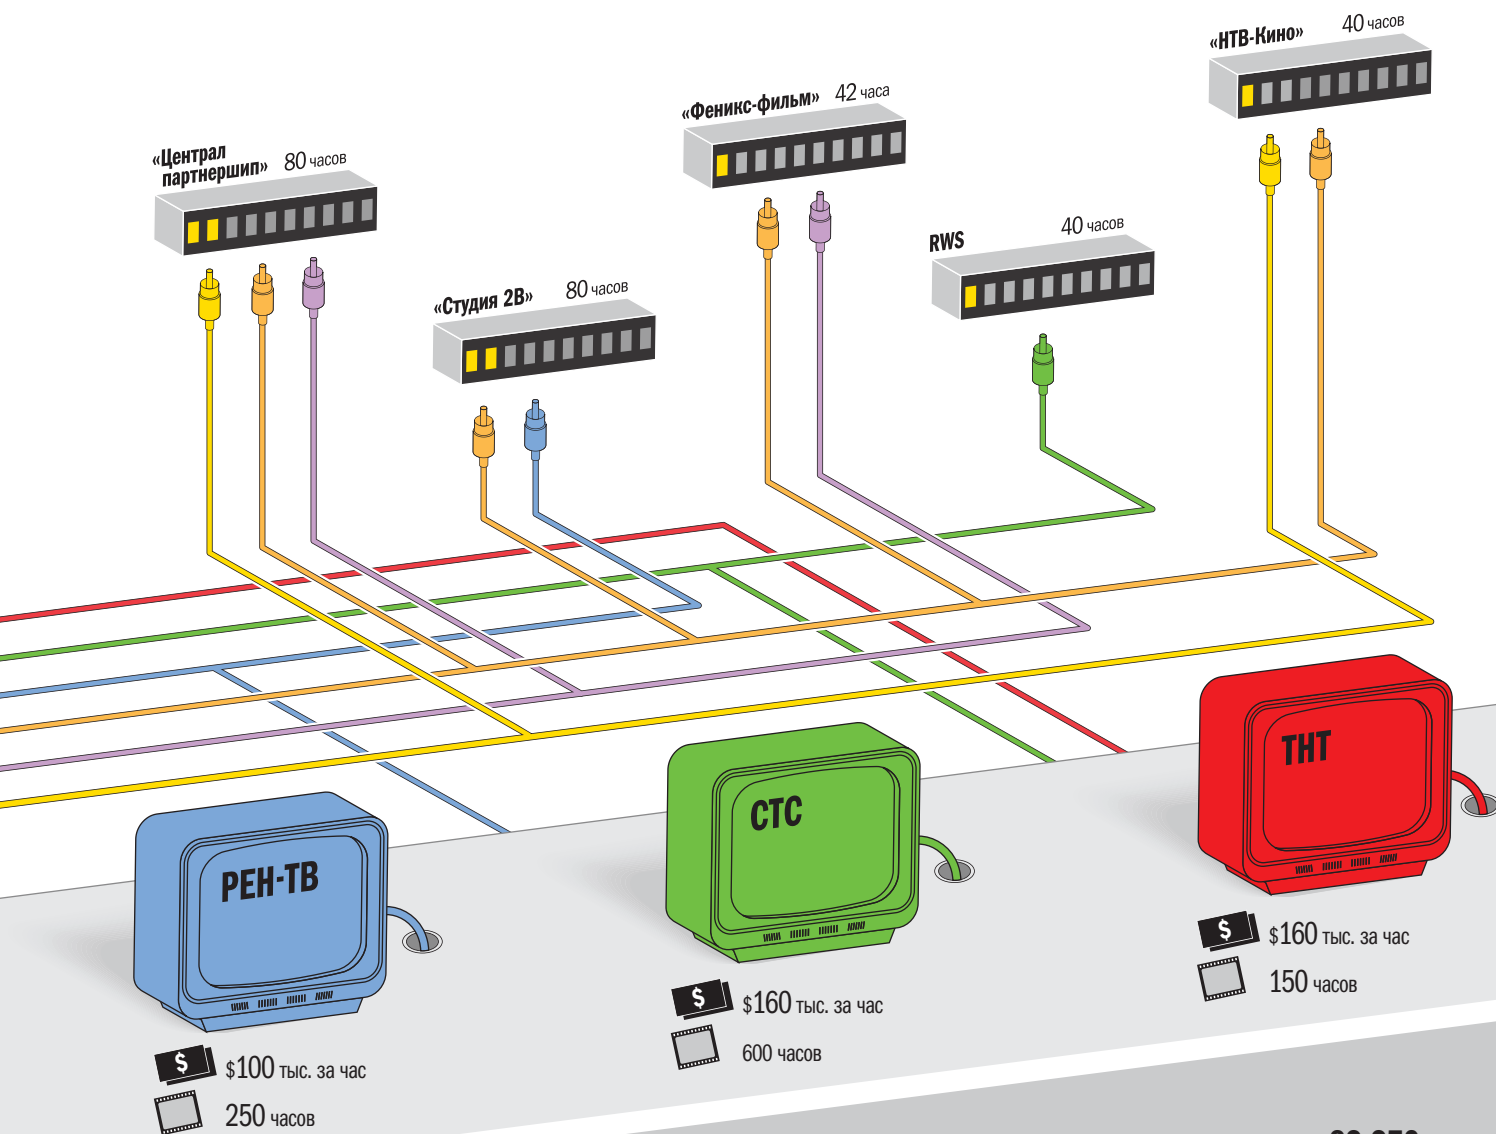 «НТВ-Кино» 40 часов
«Феникс-фильм» 42 часа
«Централ
партнершип» 80 часов
RWS 40 часов
«Студия 2В» 80 часов
ТНТ
СТС
РЕН-ТВ
$ $160 тыс. за час
150 часов
$ $160 тыс. за час
600 часов
$ $100 тыс. за час
250 часов